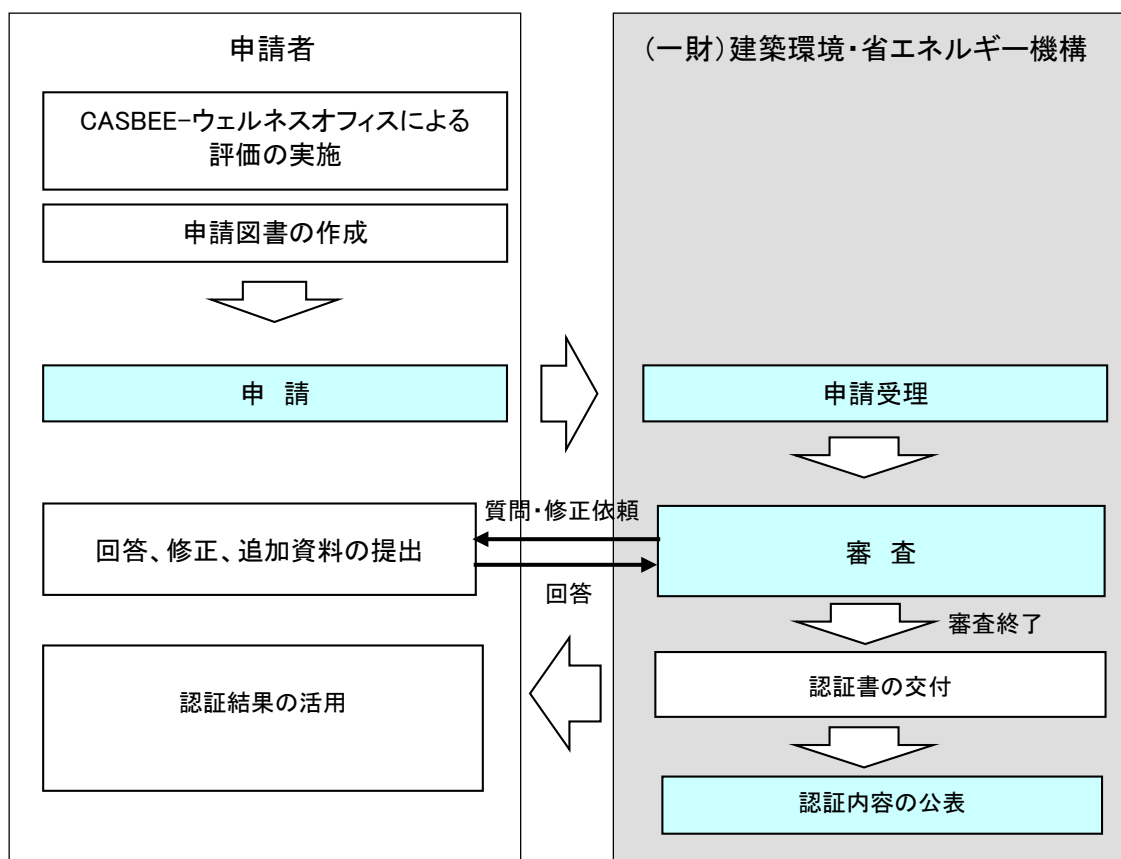 申請者
CASBEE-ウェルネスオフィスによる
評価の実施
申請図書の作成
申 請
回答、修正、追加資料の提出
認証結果の活用
質問・修正依頼
回答
(一財)建築環境・省エネルギー機構
申請受理
審 査
審査終了
認証書の交付
認証内容の公表